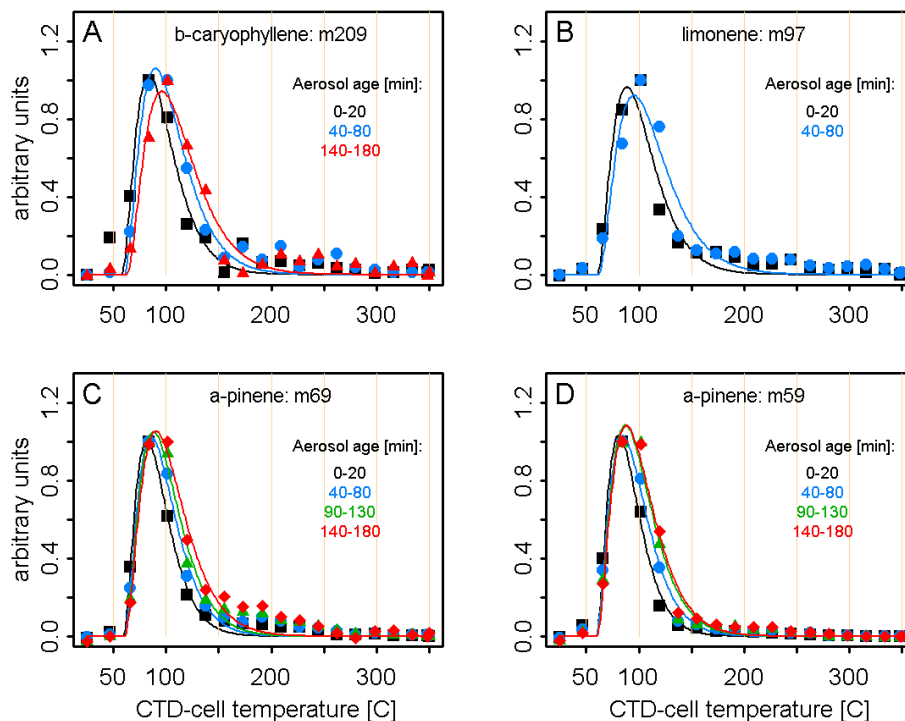 A
b-caryophyllene: m209
Aerosol age [min]:
0-20
40-80
140-180
arbitrary units
0.0 0.4 0.8 1.2
50 100 200 300
B
limonene: m97
Aerosol age [min]:
0-20
40-80
0.0 0.4 0.8 1.2
50 100 200 300
C
a-pinene: m69
Aerosol age [min]:
0-20
40-80
90-130
140-180
arbitrary units
0.0 0.4 0.8 1.2
50 100 200 300
CTD-cell temperature [C]
D
a-pinene: m59
Aerosol age [min]:
0-20
40-80
90-130
140-180
0.0 0.4 0.8 1.2
50 100 200 300
CTD-cell temperature [C]